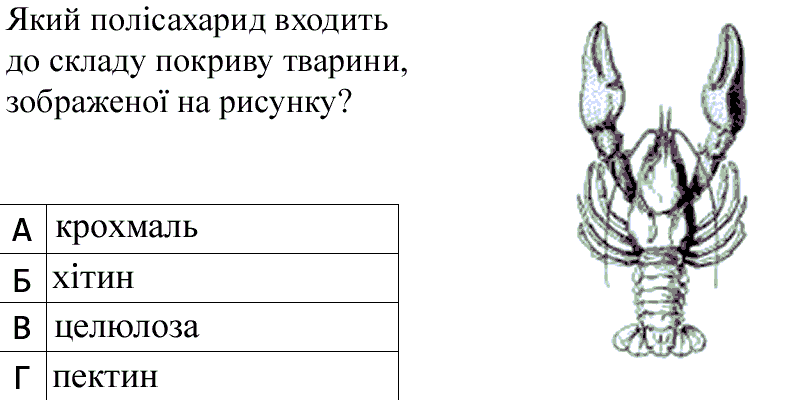 Який полісахарид входить
до складу покриву тварини,
зображеної на рисунку?
А крохмаль
Б хітин
В целюлоза
Г пектин